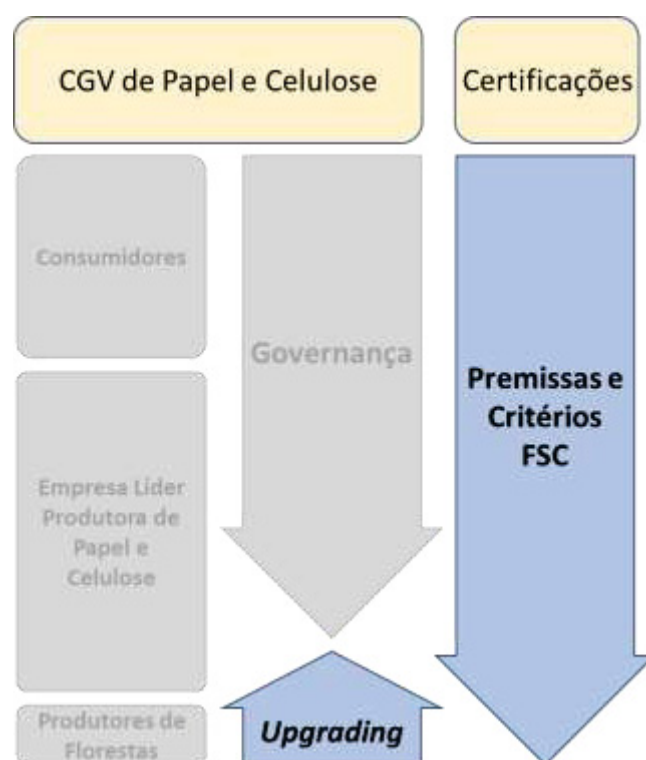 CGV de Papel e Celulose
Certificações
Consumidores
Governança
Premissas e
Critérios
FSC
Empresa Líder
Produtora de
Papel e
Celulose
Upgrading
Produtores de
Florestas